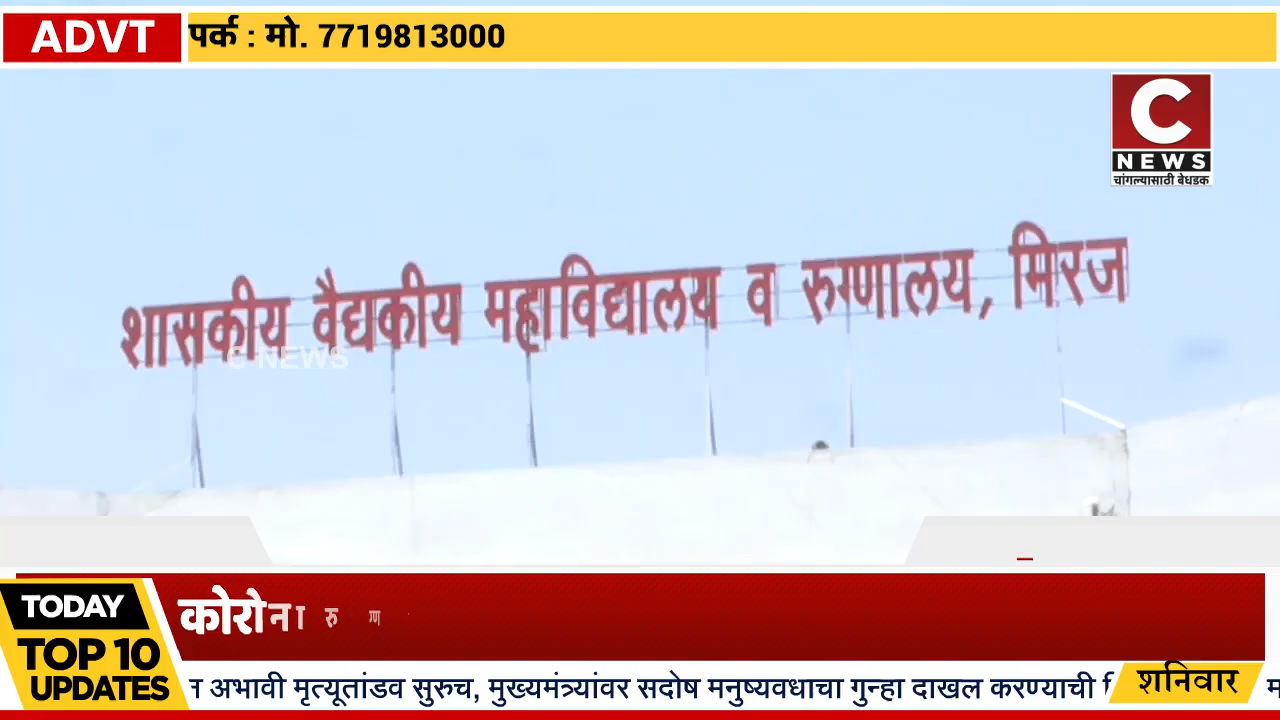 ADVT
पर्क : मो. 7719813000
C
NEWS
चांगल्यासाठी बेधडक
शासकीय वैद्यकीय महाविद्यालय व रुग्णालय, मिरज
C NEWS
TODAY
TOP 10
UPDATES
कोरोना रुग्ण
न अभावी मृत्यूतांडव सुरुच, मुख्यमंत्र्यांवर सदोष मनुष्यवधाचा गुन्हा दाखल करण्याची
शनिवार